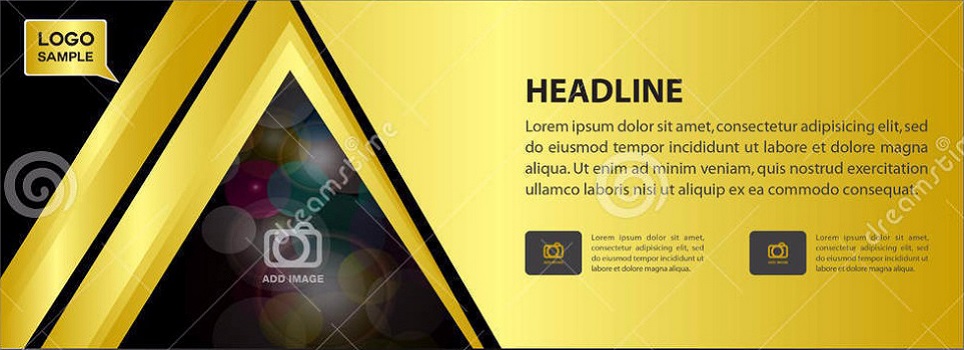 LOGO
SAMPLE
HEADLINE
Lorem ipsum dolor sit amet, consectetur adipisicing elit, sed
do eiusmod tempor incididunt ut labore et dolore magna
aliqua. Ut enim ad minim veniam, quis nostrud exercitation
ullamco laboris nisi ut aliquip ex ea commodo consequat.
ADD IMAGE
Lorem ipsum dolor sit amet,
consectetur adipisicing elit, sed
do eiusmod tempor incididunt
ut labore et dolore magna
Lorem ipsum dolor sit amet,
consectetur adipisicing elit, sed
do eiusmod tempor incididunt
ut labore et dolore magna
dreamstime
dreamstime
dreamstime